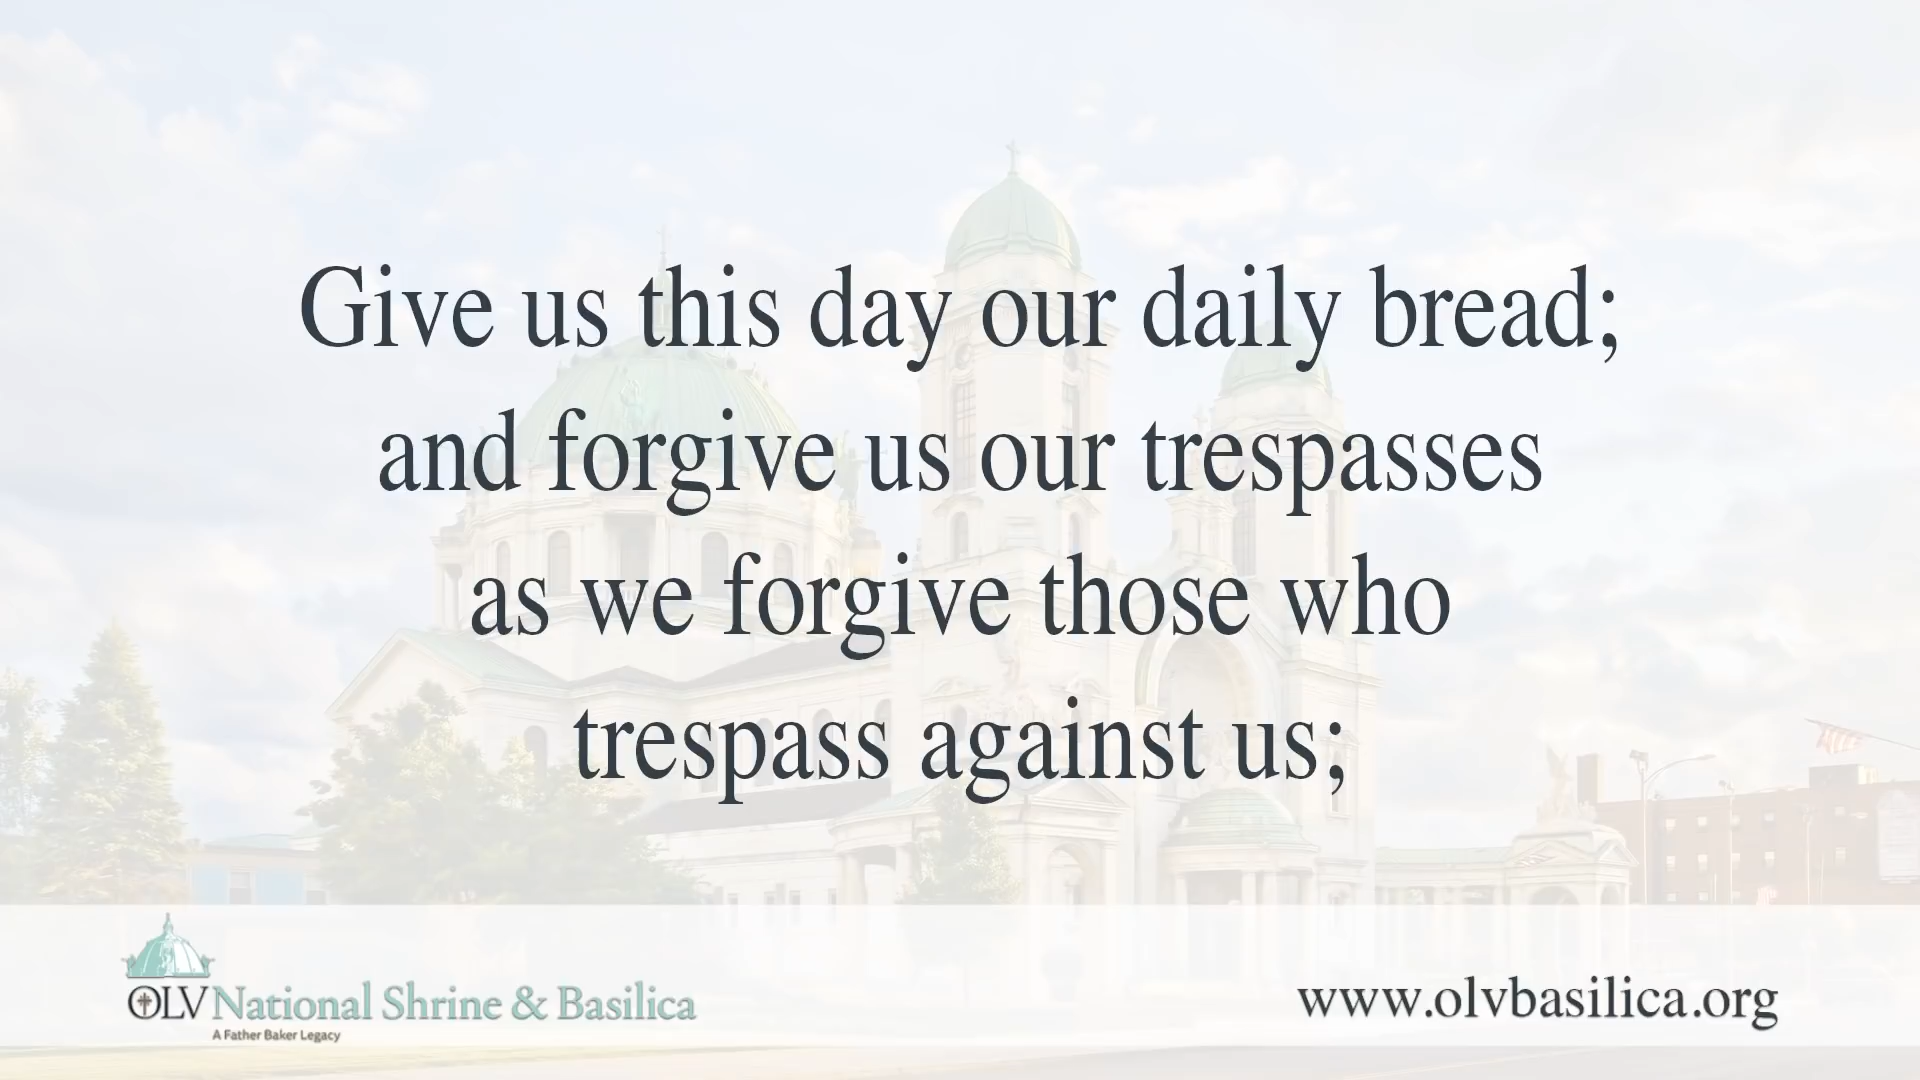 Give us this day our daily bread;
and forgive us our trespasses
as we forgive those who
trespass against us;
OLV National Shrine & Basilica
A Father Baker Legacy
www.olvbasilica.org